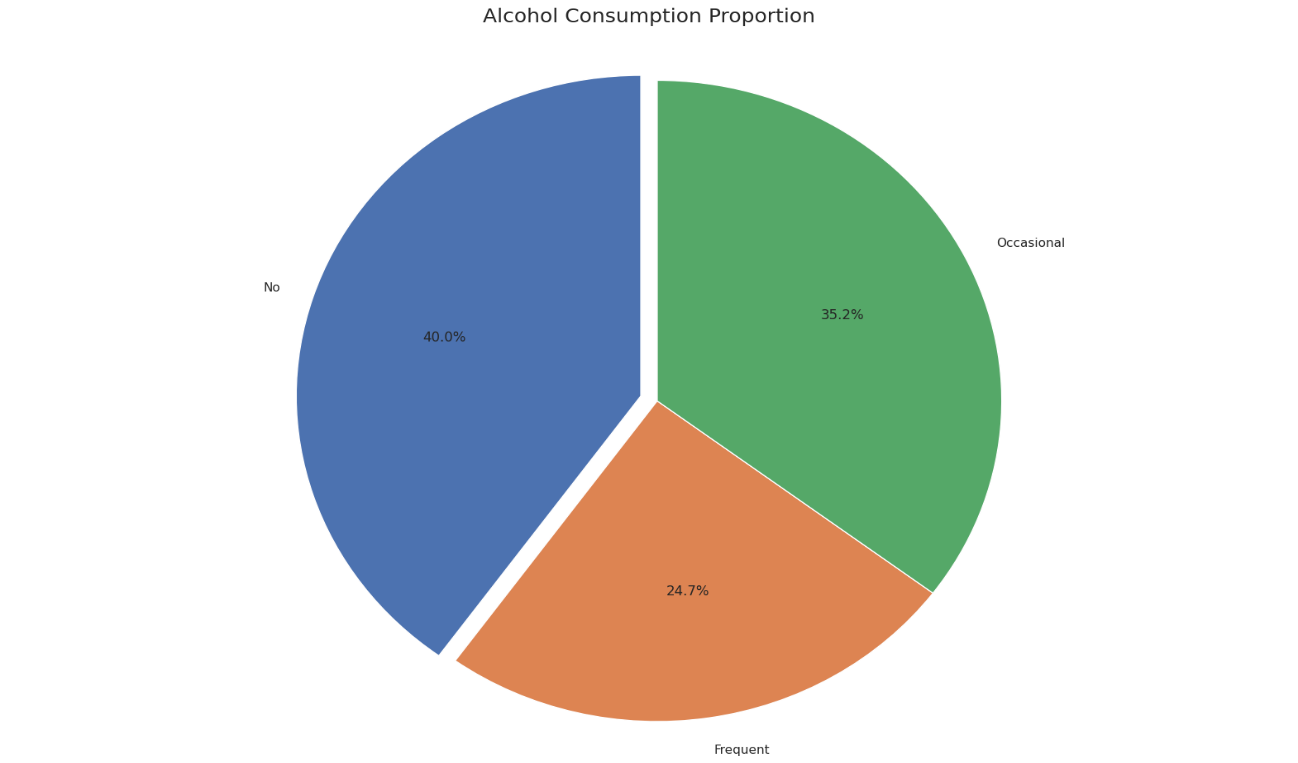 Alcohol Consumption Proportion
Occasional
No
35.2%
40.0%
24.7%
Frequent